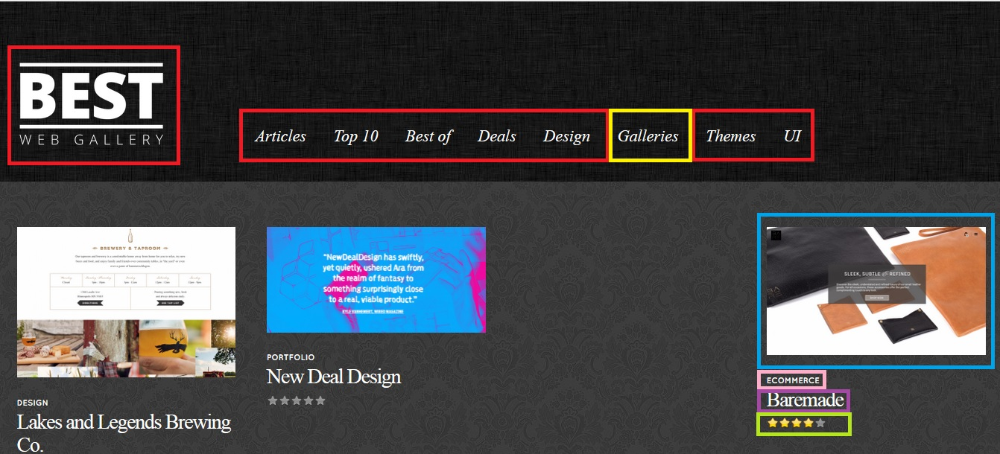 BEST
WEB GALLERY
Articles Top 10 Best of Deals Design Galleries Themes UI
BREWERY & TAPROOM
"NewDealDesign has swiftly,
yet quietly, ushered Ara from
the realm of fantasy to
something surprisingly close
to a real, viable product."
KYLE VANHEMERT, WIRED MAGAZINE
SLEEK, SUBTLE & REFINED
PORTFOLIO
New Deal Design
ECOMMERCE
Baremade
DESIGN
Lakes and Legends Brewing
Co.